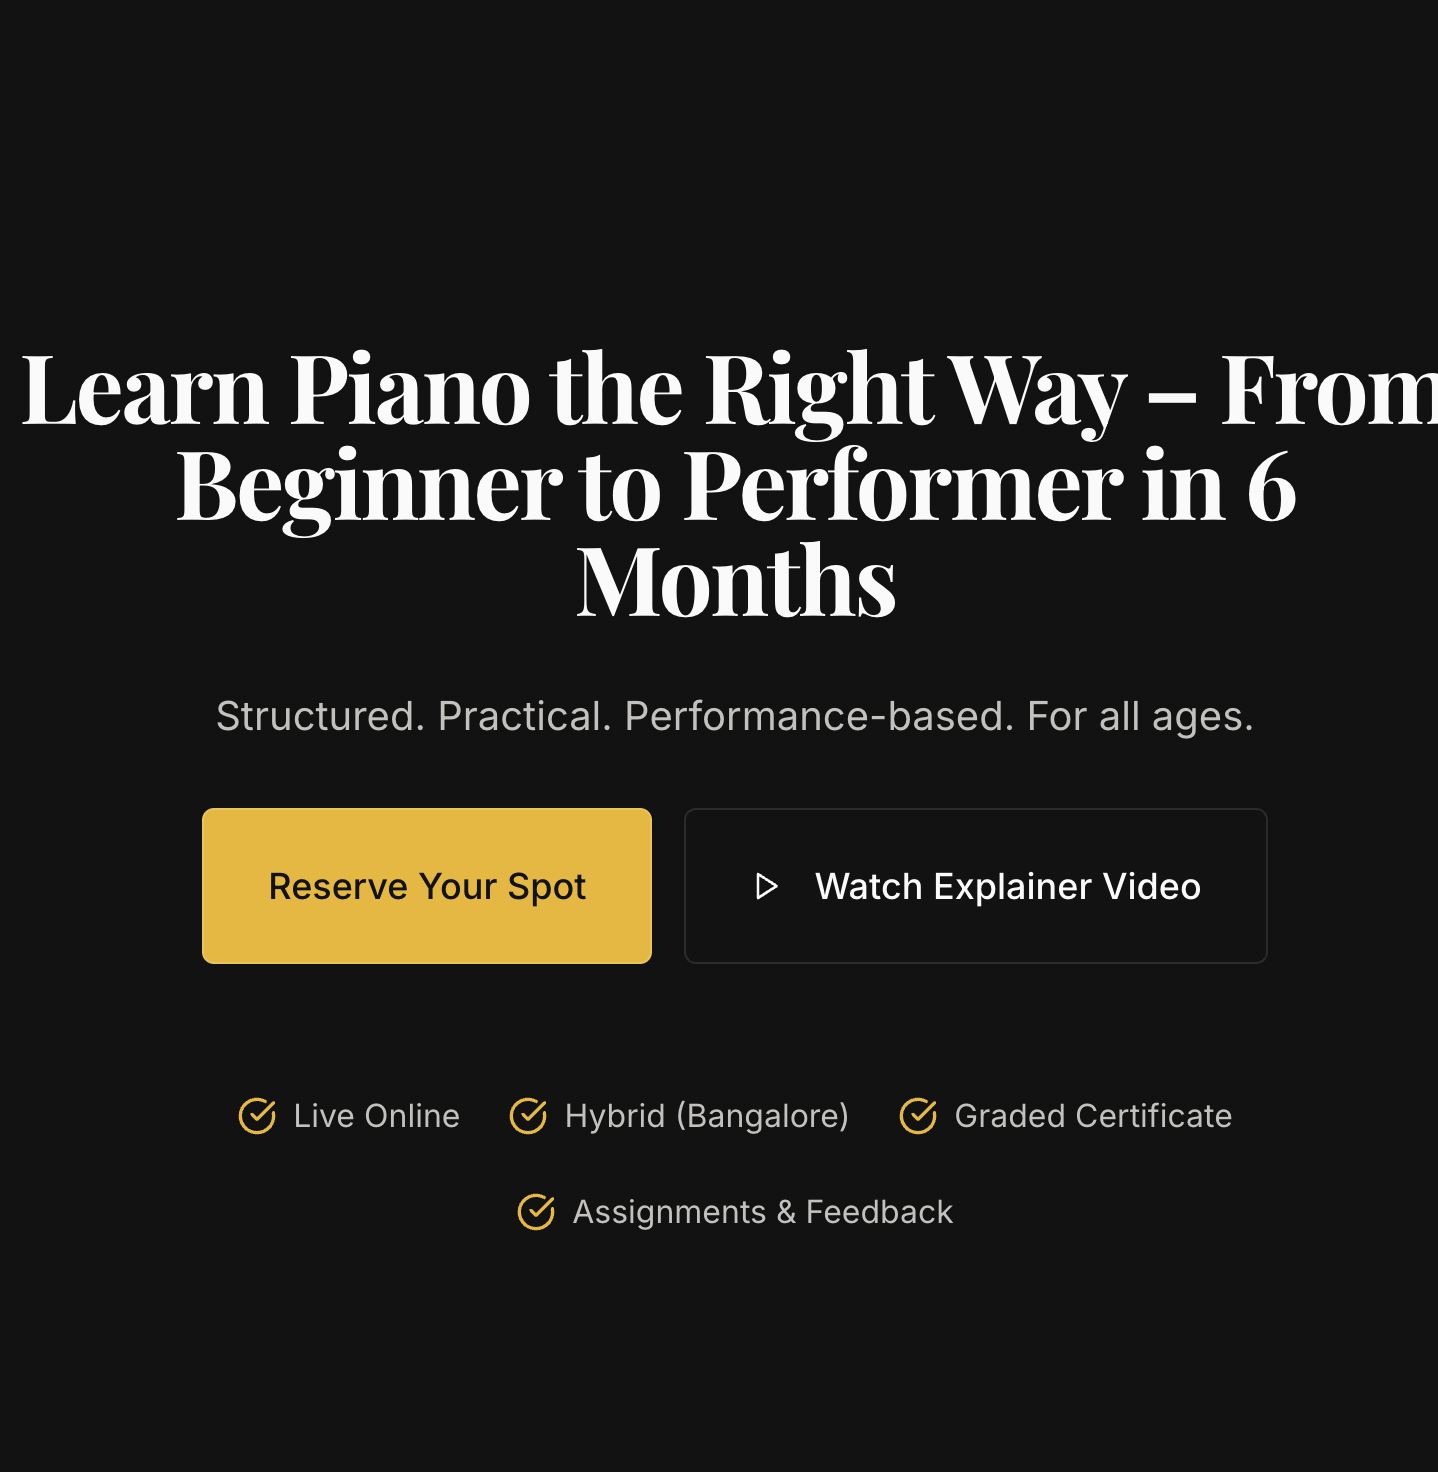 Learn Piano the Right Way – From
Beginner to Performer in 6
Months
Structured. Practical. Performance-based. For all ages.
Reserve Your Spot
Watch Explainer Video
Live Online
Hybrid (Bangalore)
Graded Certificate
Assignments & Feedback